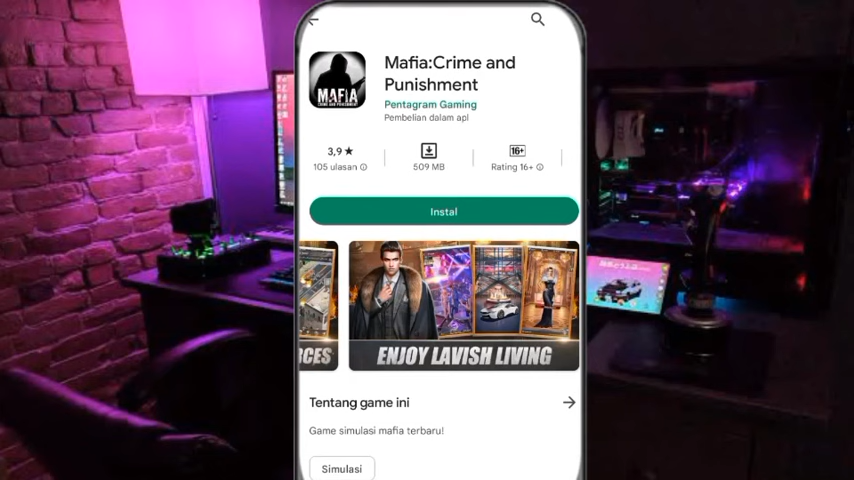 Mafia:Crime and
Punishment
Pentagram Gaming
Pembelian dalam apl
MAFIA
CRIME AND PUNISHMENT
3,9 ★
105 ulasan
509 MB
16+
Rating 16+
Instal
RCES
ENJOY LAVISH LIVING
Tentang game ini
Game simulasi mafia terbaru!
Simulasi